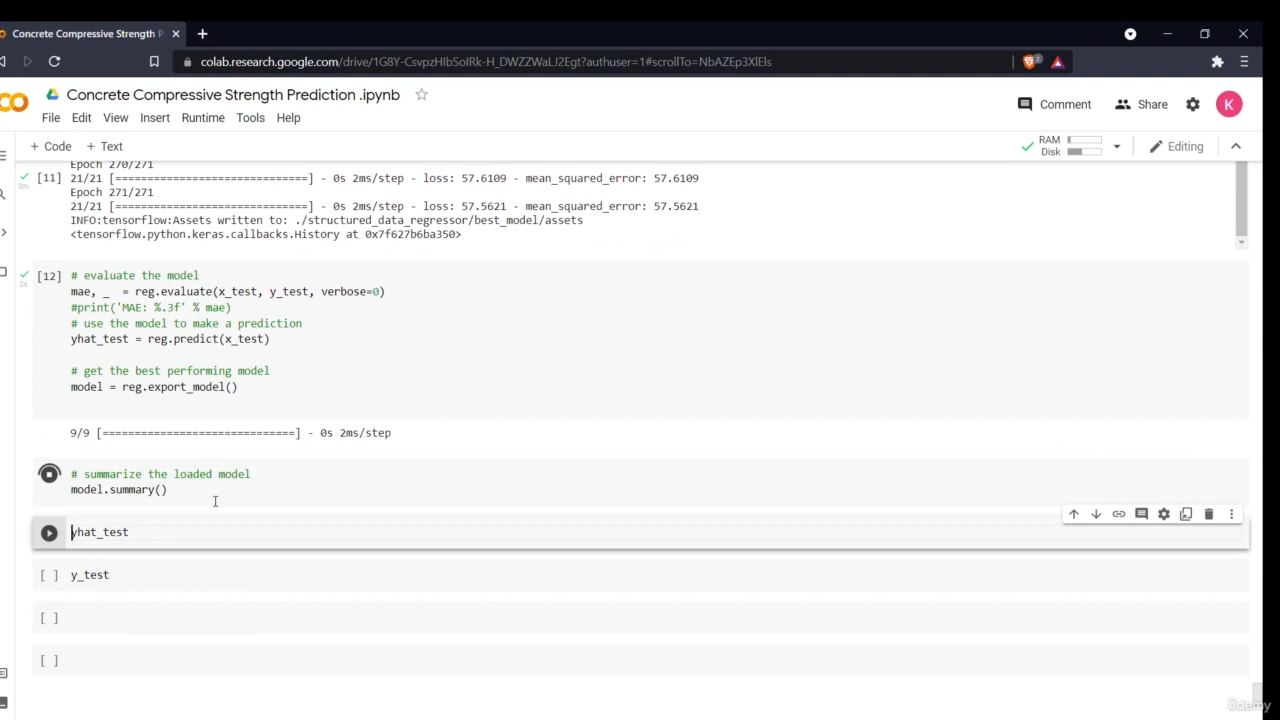 Concrete Compressive Strength P
colab.research.google.com/drive/1G8Y-CsvpzHIbSoIRk-H_DWZZWaLJ2Egt?authuser=1#scrollTo=NbAZEp3XlEls
2
CO
Concrete Compressive Strength Prediction .ipynb
Comment
Share
K
File Edit View Insert Runtime Tools Help
+ Code + Text
RAM
Disk
Editing
Epoch 270/271
[11] 21/21 [==============================] - 0s 2ms/step - loss: 57.6109 - mean_squared_error: 57.6109
2m
Epoch 271/271
21/21 [==============================] - 0s 2ms/step - loss: 57.5621 - mean_squared_error: 57.5621
INFO:tensorflow:Assets written to: ./structured_data_regressor/best_model/assets
<tensorflow.python.keras.callbacks.History at 0x7f627b6ba350>
[12] # evaluate the model
2s
mae, _  = reg.evaluate(x_test, y_test, verbose=0)
#print('MAE: %.3f' % mae)
# use the model to make a prediction
yhat_test = reg.predict(x_test)
# get the best performing model
model = reg.export_model()
9/9 [==============================] - 0s 2ms/step
# summarize the loaded model
model.summary()
yhat_test
[ ] y_test
[ ]
[ ]
ûdemy